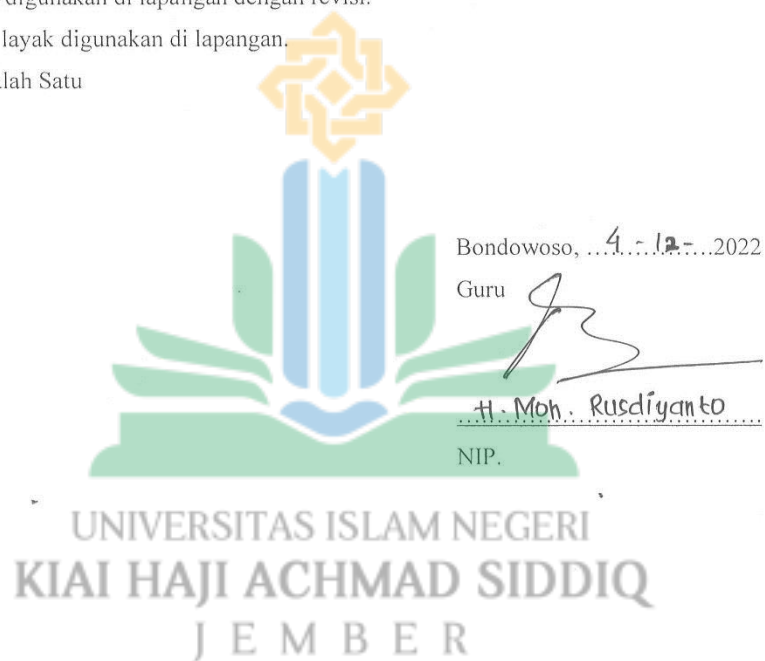 digunakan di lapangan dengan revisi.
layak digunakan di lapangan.
lah Satu
Bondowoso, ...4.-.12-...2022
Guru
H. Moh. Rusdiyanto
NIP.
UNIVERSITAS ISLAM NEGERI
KIAI HAJI ACHMAD SIDDIQ
JEMBER